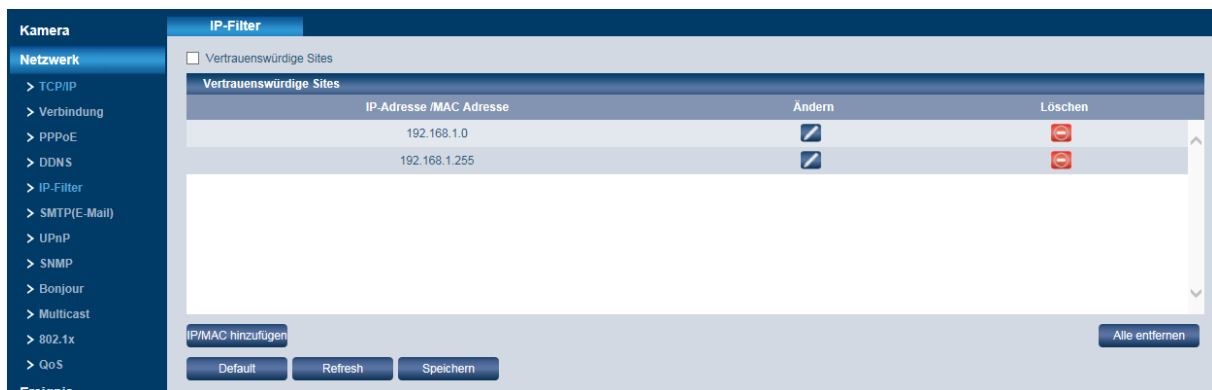 Kamera
IP-Filter
Netzwerk
Vertrauenswürdige Sites
> TCP/IP
Vertrauenswürdige Sites
> Verbindung
IP-Adresse /MAC Adresse Ändern Löschen
> PPPoE
192.168.1.0
> DDNS
192.168.1.255
> IP-Filter
> SMTP(E-Mail)
> UPnP
> SNMP
> Bonjour
> Multicast
> 802.1x
IP/MAC hinzufügen Alle entfernen
> QoS
Default Refresh Speichern
Ereignis